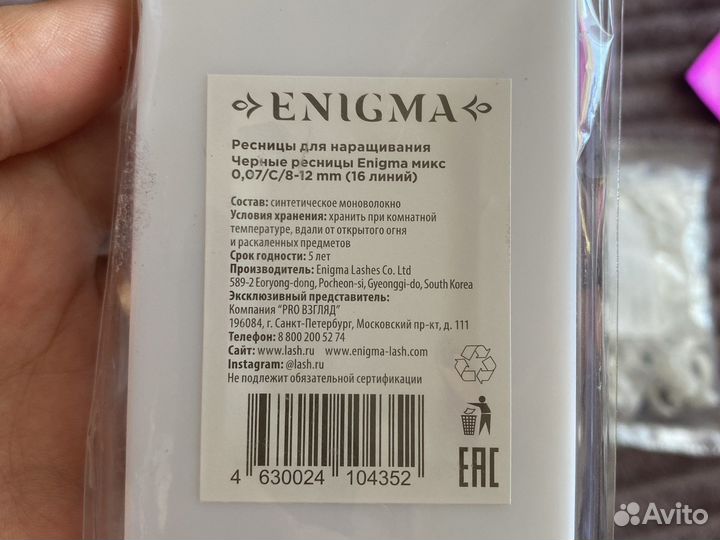 ENIGMA
Ресницы для наращивания
Черные ресницы Enigma микс
0,07/C/8-12 mm (16 линий)
Состав: синтетическое моноволокно
Условия хранения: хранить при комнатной
температуре, вдали от открытого огня
и раскаленных предметов
Срок годности: 5 лет
Производитель: Enigma Lashes Co. Ltd
589-2 Eoryong-dong, Pocheon-si, Gyeonggi-do, South Korea
Эксклюзивный представитель:
Компания "PRO ВЗГЛЯД"
196084, г. Санкт-Петербург, Московский пр-кт, д. 111
Телефон: 8 800 200 52 74
Сайт: www.lash.ru www.enigma-lash.com
Instagram: @lash.ru
Не подлежит обязательной сертификации
4 630024 104352
EAC
Avito